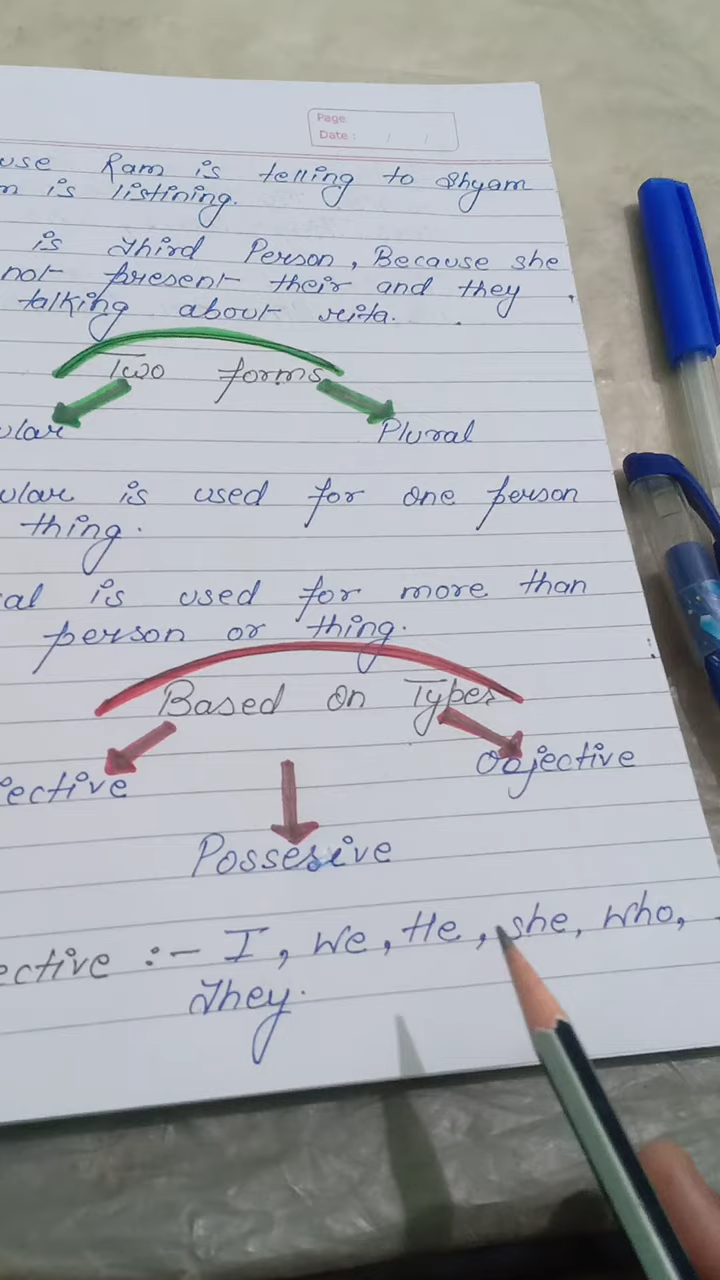 Page
Date : / /
use Ram is telling to Shyam
m is listining.
is Third Person, Because she
not present their and they
talking about rita.
Two forms
ular Plural
ular is used for one person
thing.
al is used for more than
person or thing.
Based on Types
jective Objective
Possesive
ective :- I, We, He, she, Who,
They.